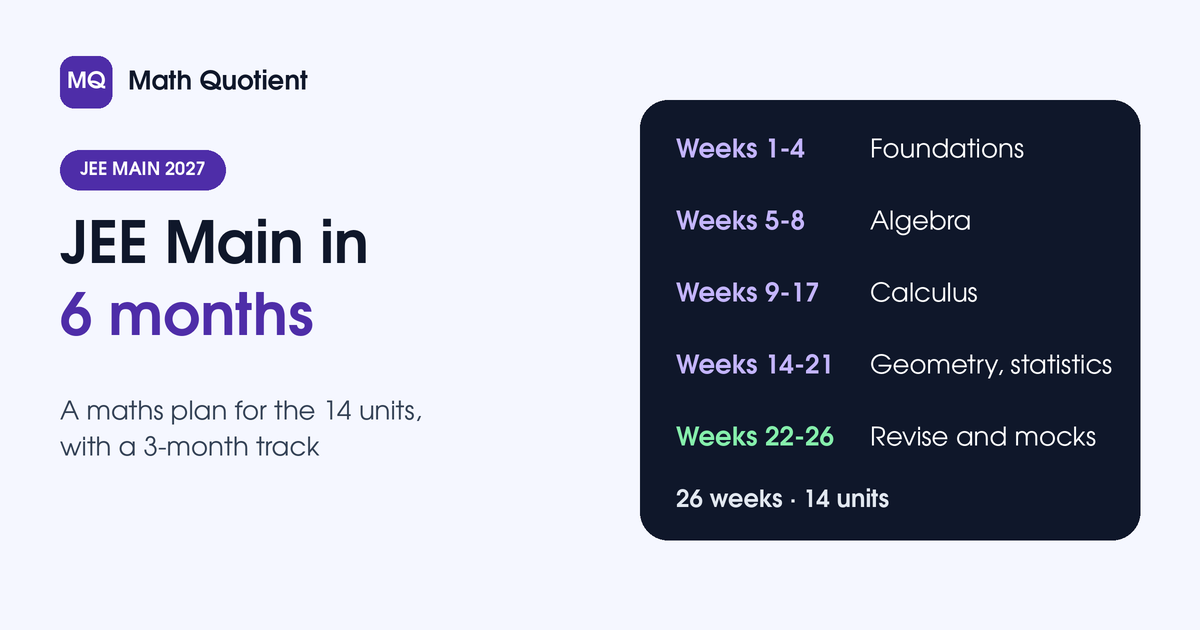 MQ Math Quotient
JEE MAIN 2027
JEE Main in
6 months
A maths plan for the 14 units,
with a 3-month track
Weeks 1-4 Foundations
Weeks 5-8 Algebra
Weeks 9-17 Calculus
Weeks 14-21 Geometry, statistics
Weeks 22-26 Revise and mocks
26 weeks · 14 units